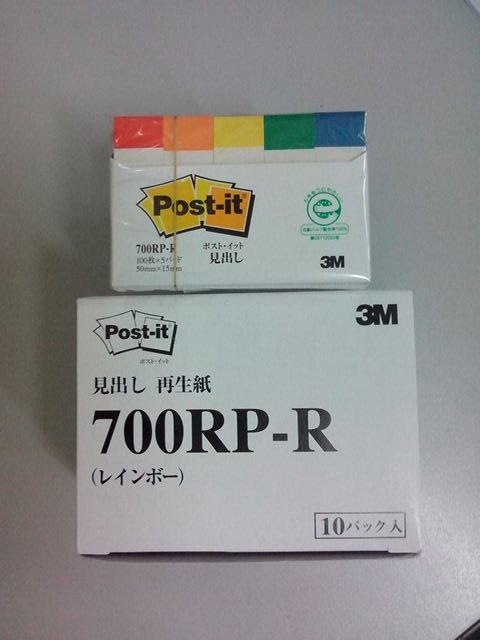 Post-it
700RP-R
100枚×5パッド
50mm×15mm
ポスト・イット
見出し
3M
Post-it
ポスト・イット
3M
見出し 再生紙
700RP-R
(レインボー)
10パック入